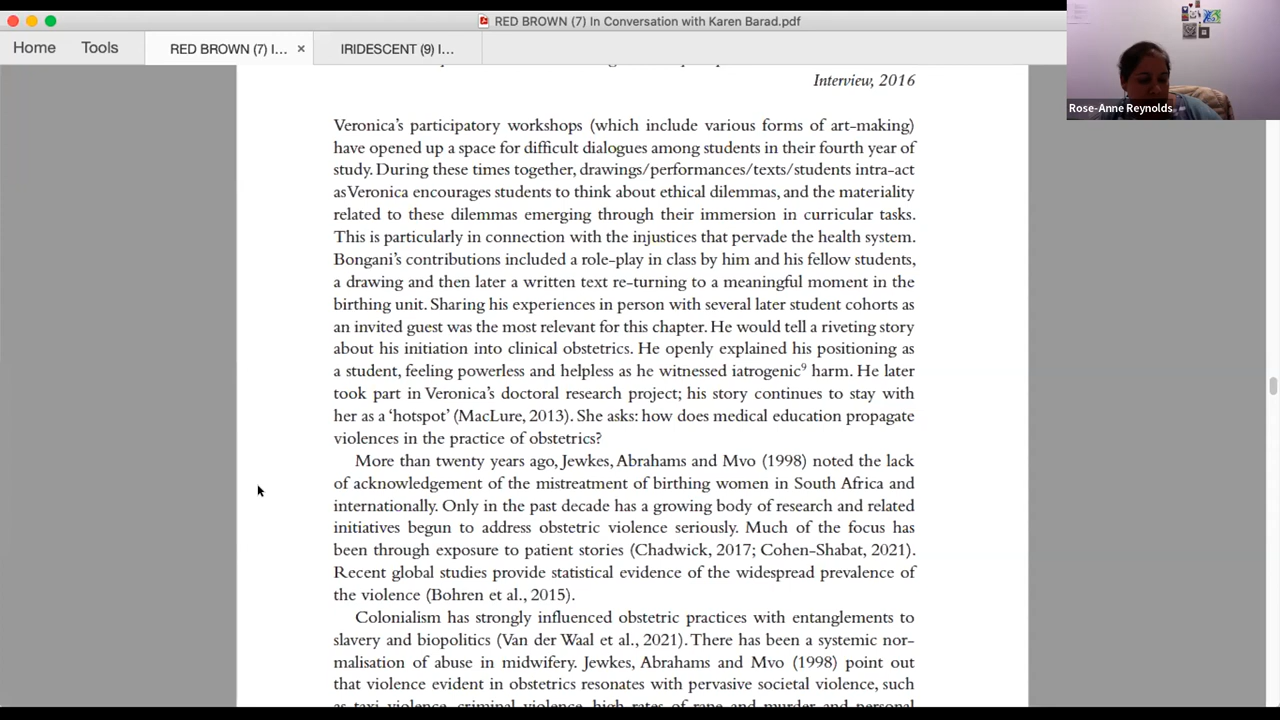 RED BROWN (7) In Conversation with Karen Barad.pdf
Home Tools RED BROWN (7) I... × IRIDESCENT (9) I...
Rose-Anne Reynolds
Interview, 2016
Veronica's participatory workshops (which include various forms of art-making)
have opened up a space for difficult dialogues among students in their fourth year of
study. During these times together, drawings/performances/texts/students intra-act
as Veronica encourages students to think about ethical dilemmas, and the materiality
related to these dilemmas emerging through their immersion in curricular tasks.
This is particularly in connection with the injustices that pervade the health system.
Bongani's contributions included a role-play in class by him and his fellow students,
a drawing and then later a written text re-turning to a meaningful moment in the
birthing unit. Sharing his experiences in person with several later student cohorts as
an invited guest was the most relevant for this chapter. He would tell a riveting story
about his initiation into clinical obstetrics. He openly explained his positioning as
a student, feeling powerless and helpless as he witnessed iatrogenic⁹ harm. He later
took part in Veronica's doctoral research project; his story continues to stay with
her as a 'hotspot' (MacLure, 2013). She asks: how does medical education propagate
violences in the practice of obstetrics?
More than twenty years ago, Jewkes, Abrahams and Mvo (1998) noted the lack
of acknowledgement of the mistreatment of birthing women in South Africa and
internationally. Only in the past decade has a growing body of research and related
initiatives begun to address obstetric violence seriously. Much of the focus has
been through exposure to patient stories (Chadwick, 2017; Cohen-Shabat, 2021).
Recent global studies provide statistical evidence of the widespread prevalence of
the violence (Bohren et al., 2015).
Colonialism has strongly influenced obstetric practices with entanglements to
slavery and biopolitics (Van der Waal et al., 2021). There has been a systemic nor-
malisation of abuse in midwifery. Jewkes, Abrahams and Mvo (1998) point out
that violence evident in obstetrics resonates with pervasive societal violence, such
as taxi violence, criminal violence, high rates of rape and murder and personal